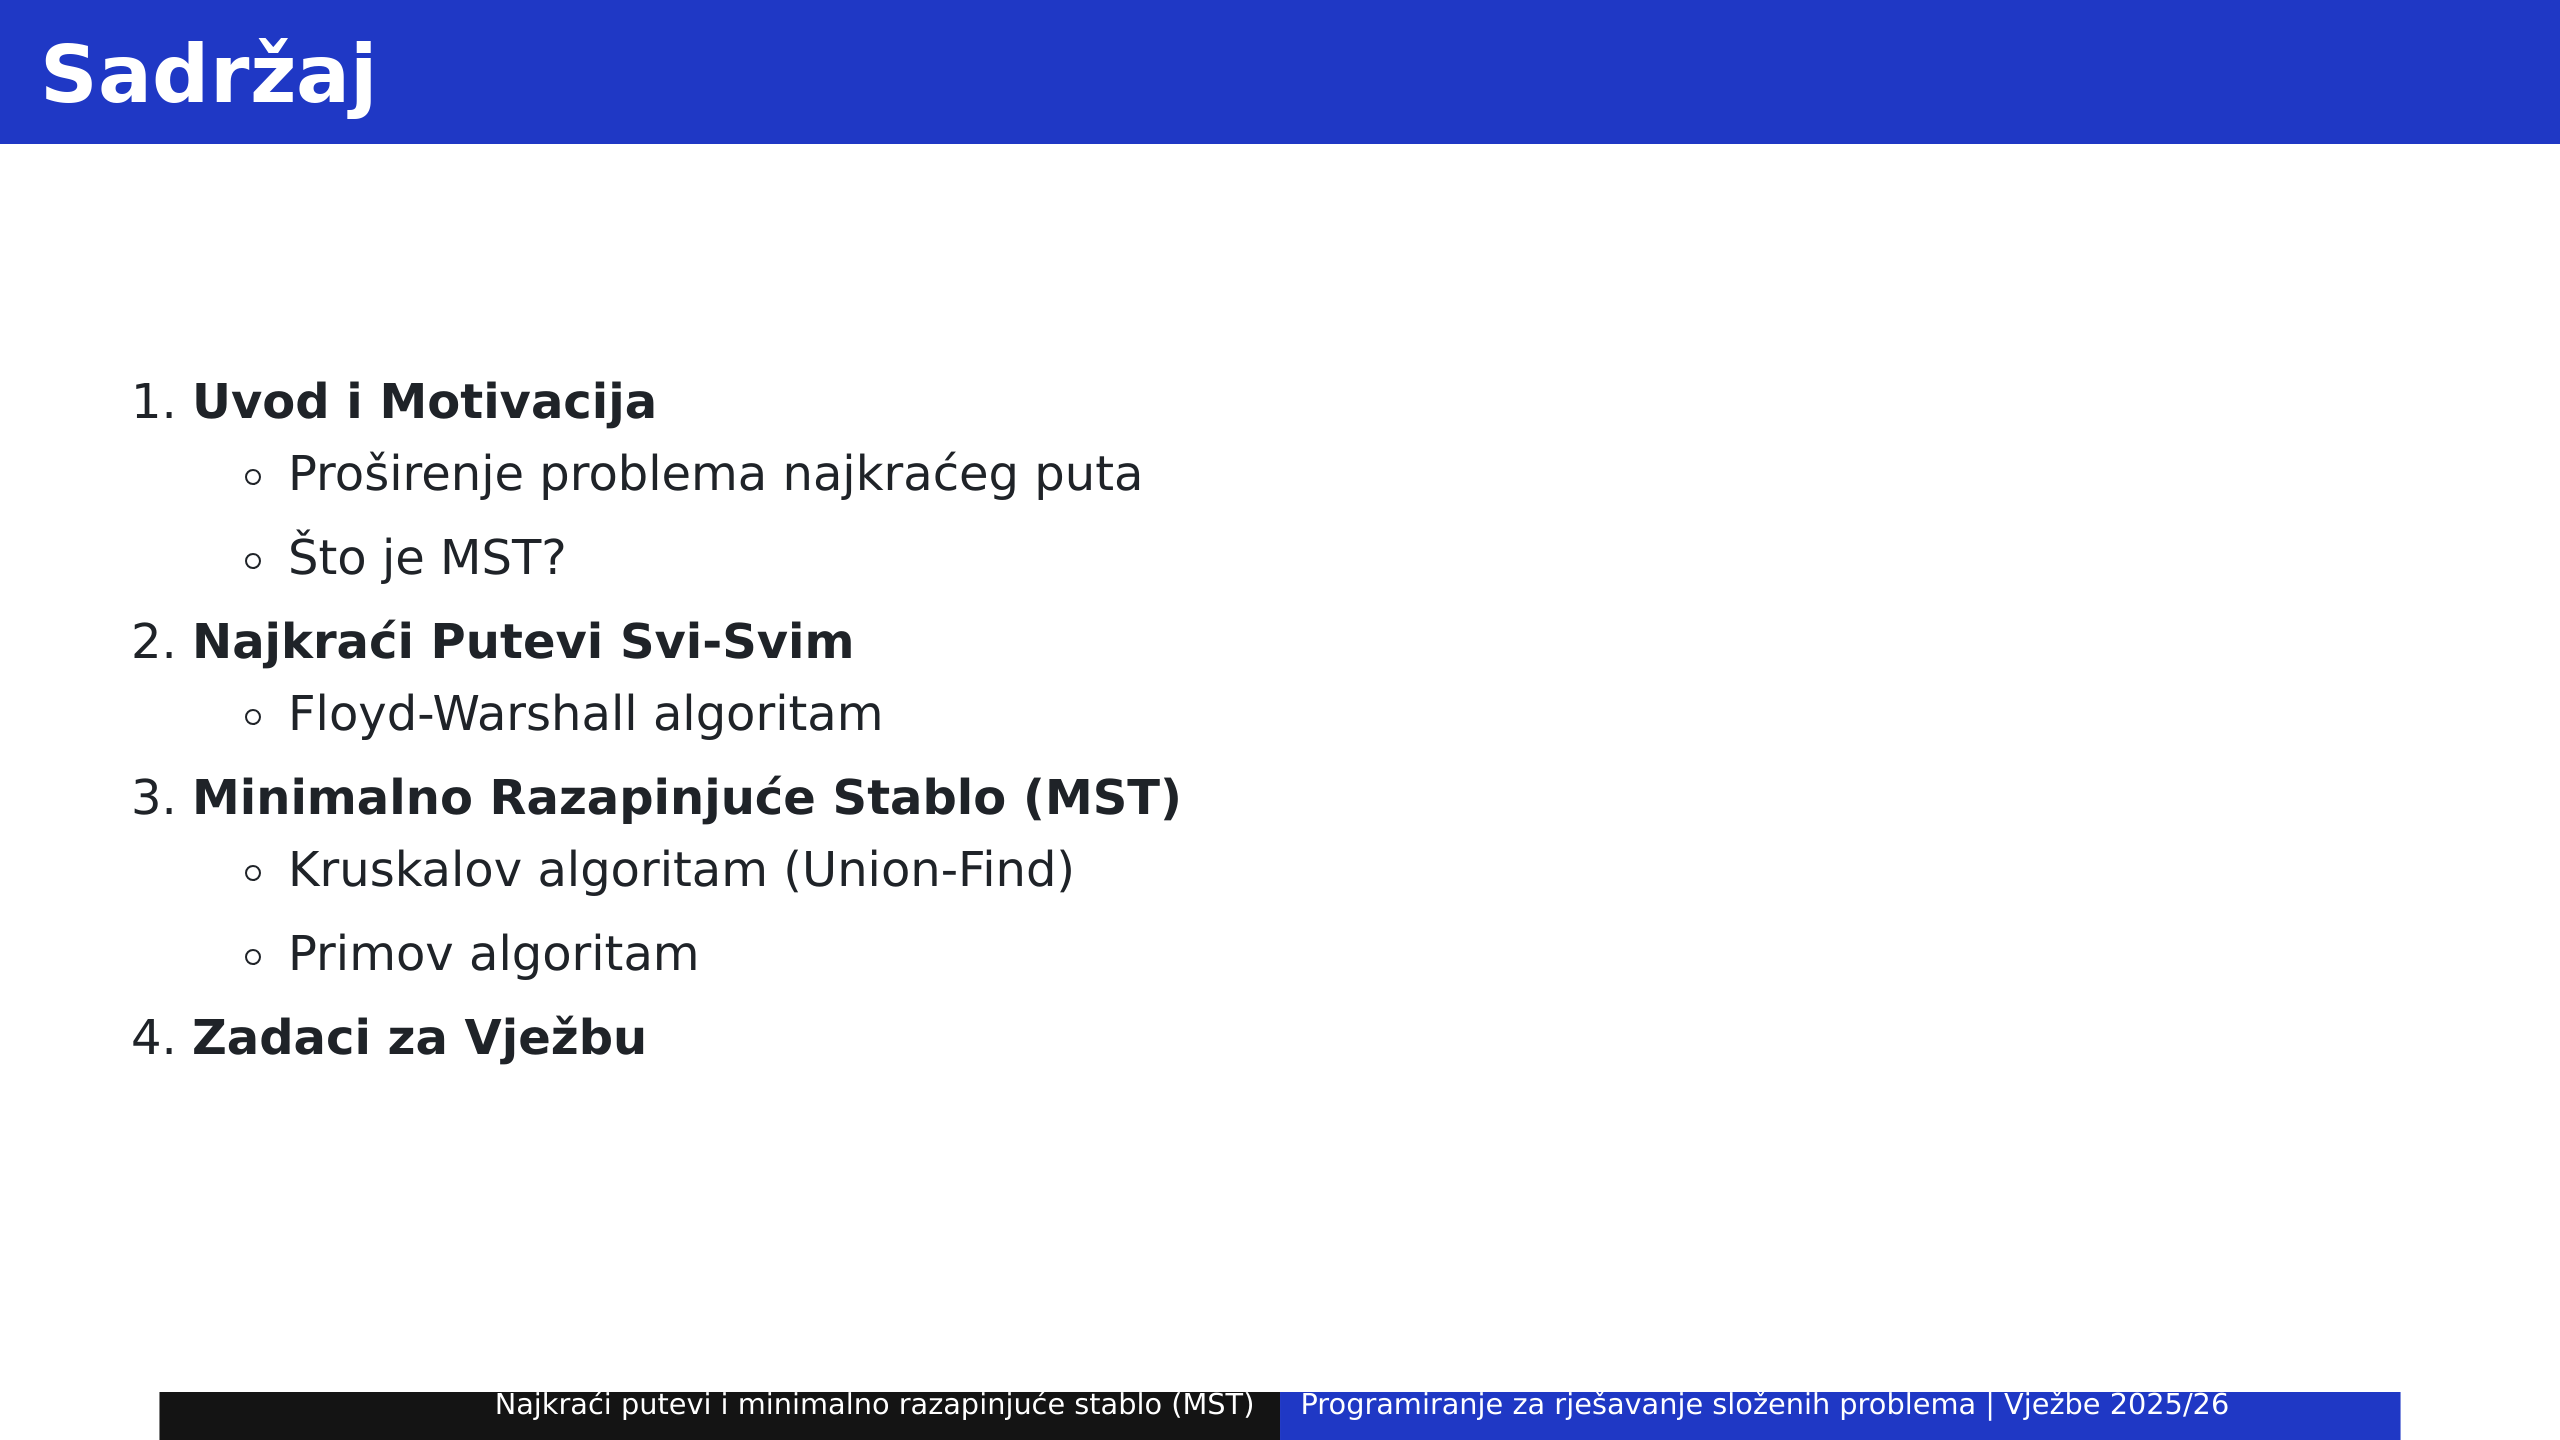 Sadržaj
1. Uvod i Motivacija
◦ Proširenje problema najkraćeg puta
◦ Što je MST?
2. Najkraći Putevi Svi-Svim
◦ Floyd-Warshall algoritam
3. Minimalno Razapinjuće Stablo (MST)
◦ Kruskalov algoritam (Union-Find)
◦ Primov algoritam
4. Zadaci za Vježbu
Najkraći putevi i minimalno razapinjuće stablo (MST)
Programiranje za rješavanje složenih problema | Vježbe 2025/26